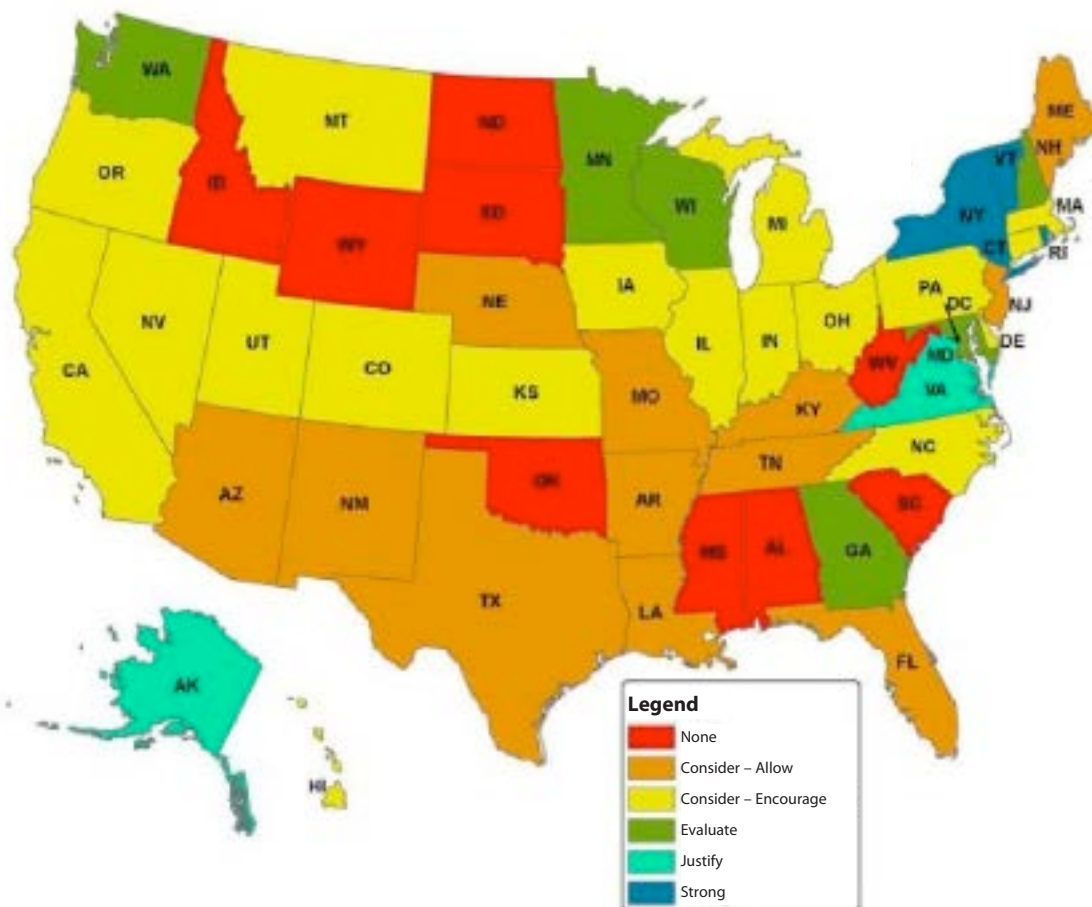 WA
MT
ND
MN
ME
VT
NH
OR
ID
SD
WI
MI
NY
MA
WY
CT
RI
IA
NE
PA
NJ
DC
NV
UT
IL
IN
OH
DE
CA
CO
WV
MD
VA
KS
MO
KY
NC
TN
AZ
NM
OK
AR
SC
MS
AL
GA
TX
LA
FL
AK
HI
Legend
None
Consider – Allow
Consider – Encourage
Evaluate
Justify
Strong